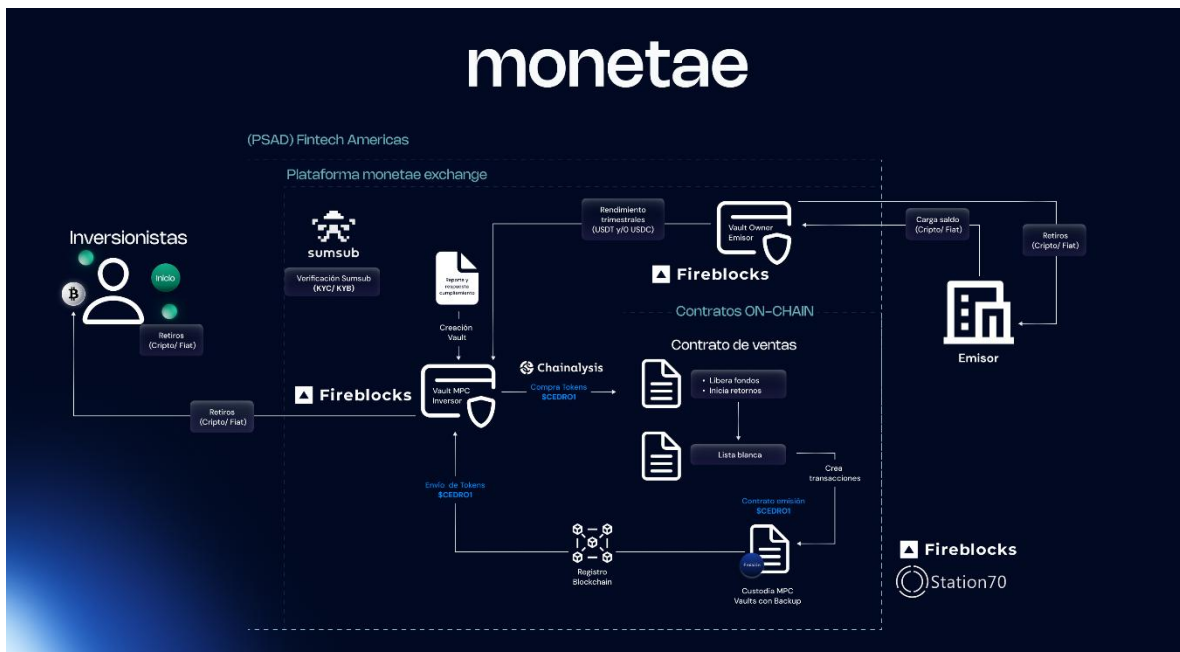 monetae
(PSAD) Fintech Americas
Plataforma monetae exchange
Inversionistas
Inicio
Retiros
(Cripto/ Fiat)
Retiros
(Cripto/ Fiat)
sumsub
Verificación Sumsub
(KYC/ KYB)
Reporte y
respuesta
cumplimiento
Creación
Vault
Fireblocks
Vault MPC
Inversor
Chainalysis
Compra Tokens
$CEDRO1
Envío de Tokens
$CEDRO1
Rendimiento
trimestrales
(USDT y/O USDC)
Vault Owner
Emisor
Fireblocks
Carga saldo
(Cripto/ Fiat)
Retiros
(Cripto/ Fiat)
Emisor
Contratos ON-CHAIN
Contrato de ventas
• Libera fondos
• Inicia retornos
Lista blanca
Crea
transacciones
Contrato emisión
$CEDRO1
Registro
Blockchain
Custodia MPC
Vaults con Backup
Fireblocks
Station70